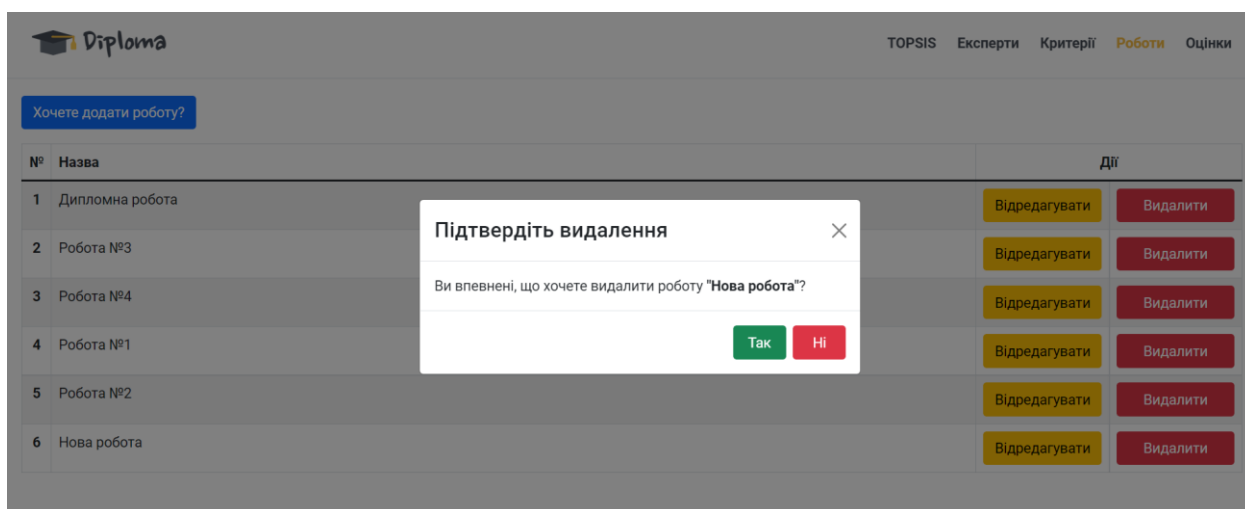 Diploma
TOPSIS Експерти Критерії Роботи Оцінки
Хочете додати роботу?
№ Назва Дії
1 Дипломна робота Відредагувати Видалити
Підтвердіть видалення
2 Робота №3 Відредагувати Видалити
Ви впевнені, що хочете видалити роботу "Нова робота"?
3 Робота №4 Відредагувати Видалити
Так Ні
4 Робота №1 Відредагувати Видалити
5 Робота №2 Відредагувати Видалити
6 Нова робота Відредагувати Видалити